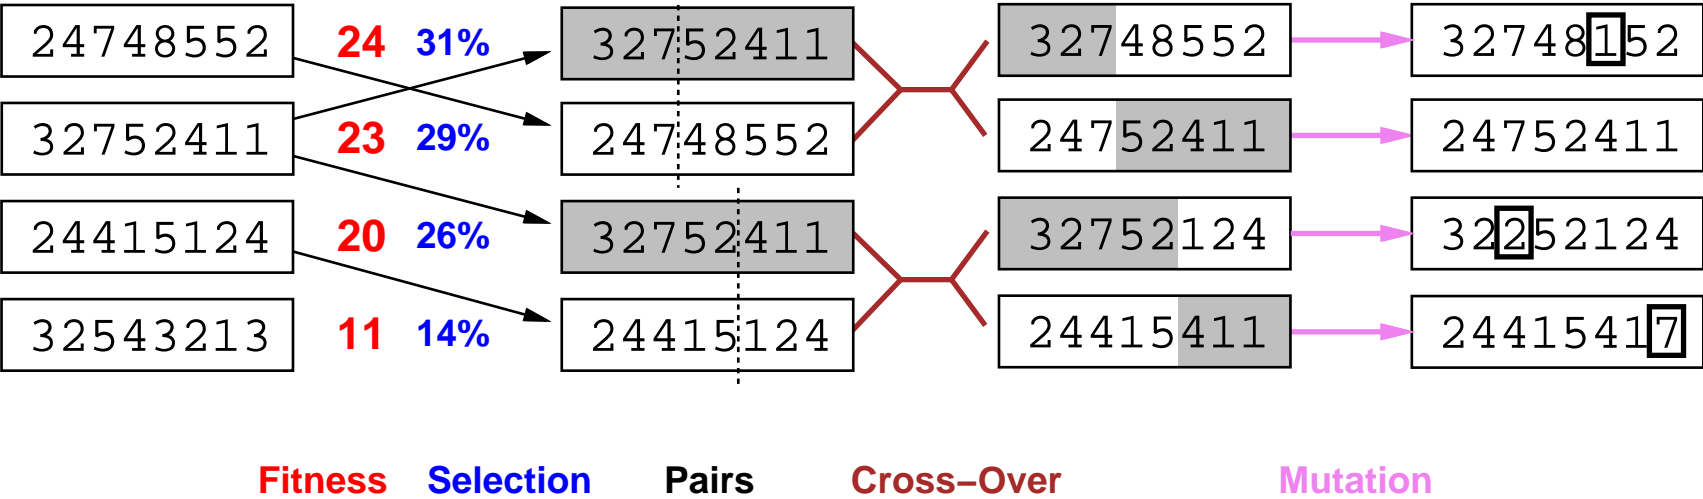 24748552 24 31% 32752411 32748552 32748152
32752411 23 29% 24748552 24752411 24752411
24415124 20 26% 32752411 32752124 32252124
32543213 11 14% 24415124 24415411 24415417
Fitness Selection Pairs Cross–Over Mutation